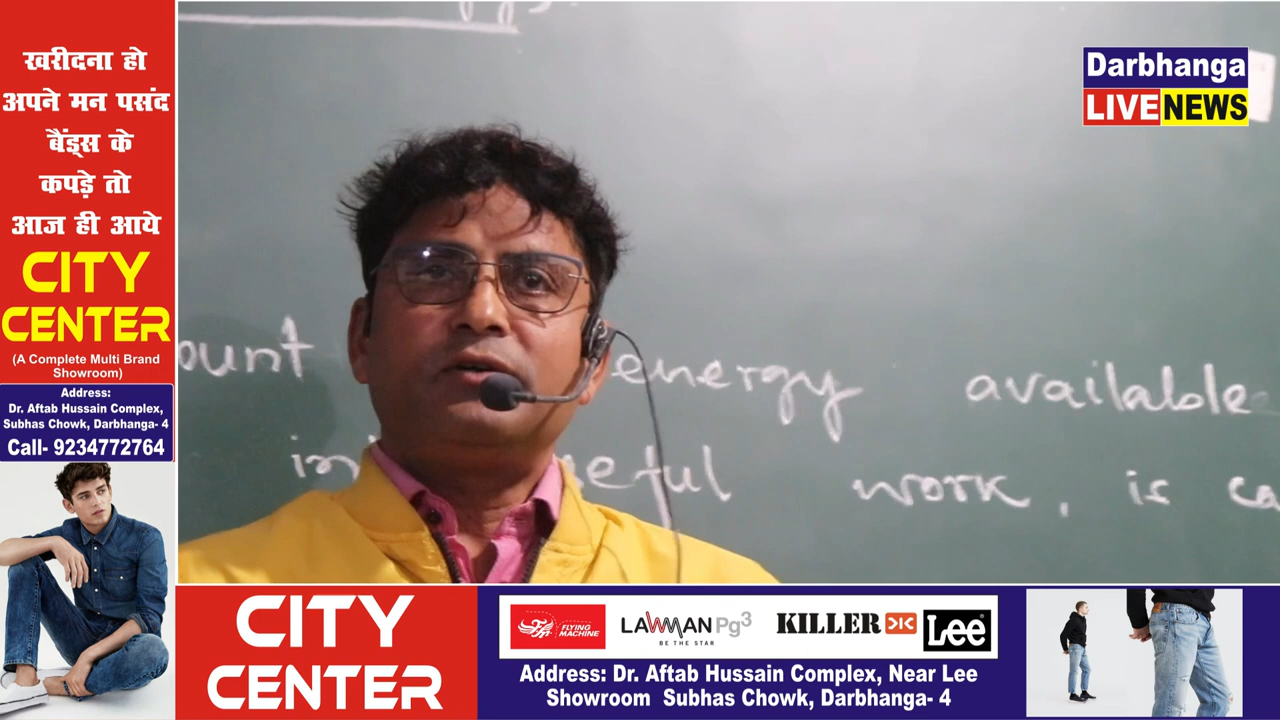 खरीदना हो
अपने मन पसंद
बैंड्स के
कपड़े तो
आज ही आये
CITY
CENTER
(A Complete Multi Brand
Showroom)
Address:
Dr. Aftab Hussain Complex,
Subhas Chowk, Darbhanga- 4
Call- 9234772764
Darbhanga
LIVE NEWS
ount energy available
useful work, is ca
CITY
CENTER
FLYING
MACHINE
LAWMAN Pg3
BE THE STAR
KILLER
Lee
Address: Dr. Aftab Hussain Complex, Near Lee
Showroom Subhas Chowk, Darbhanga- 4